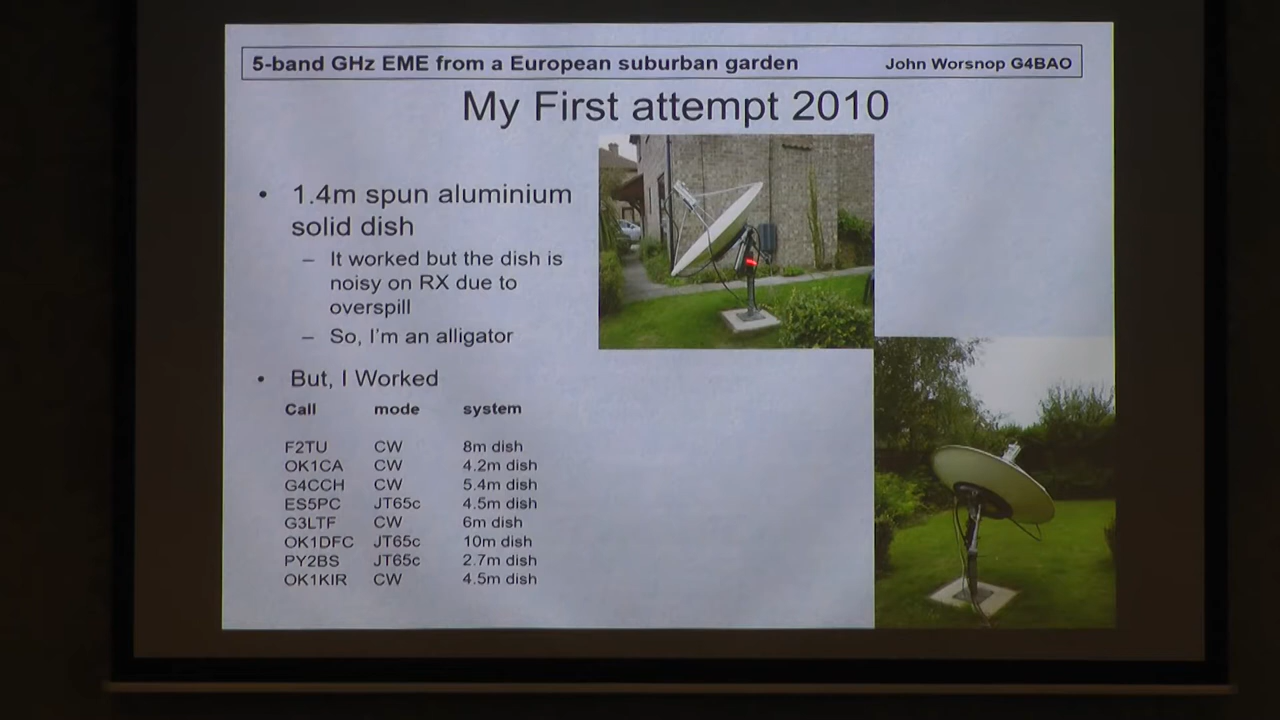 5-band GHz EME from a European suburban garden John Worsnop G4BAO
My First attempt 2010
• 1.4m spun aluminium
solid dish
– It worked but the dish is
noisy on RX due to
overspill
– So, I'm an alligator
• But, I Worked
Call mode system
F2TU CW 8m dish
OK1CA CW 4.2m dish
G4CCH CW 5.4m dish
ES5PC JT65c 4.5m dish
G3LTF CW 6m dish
OK1DFC JT65c 10m dish
PY2BS JT65c 2.7m dish
OK1KIR CW 4.5m dish